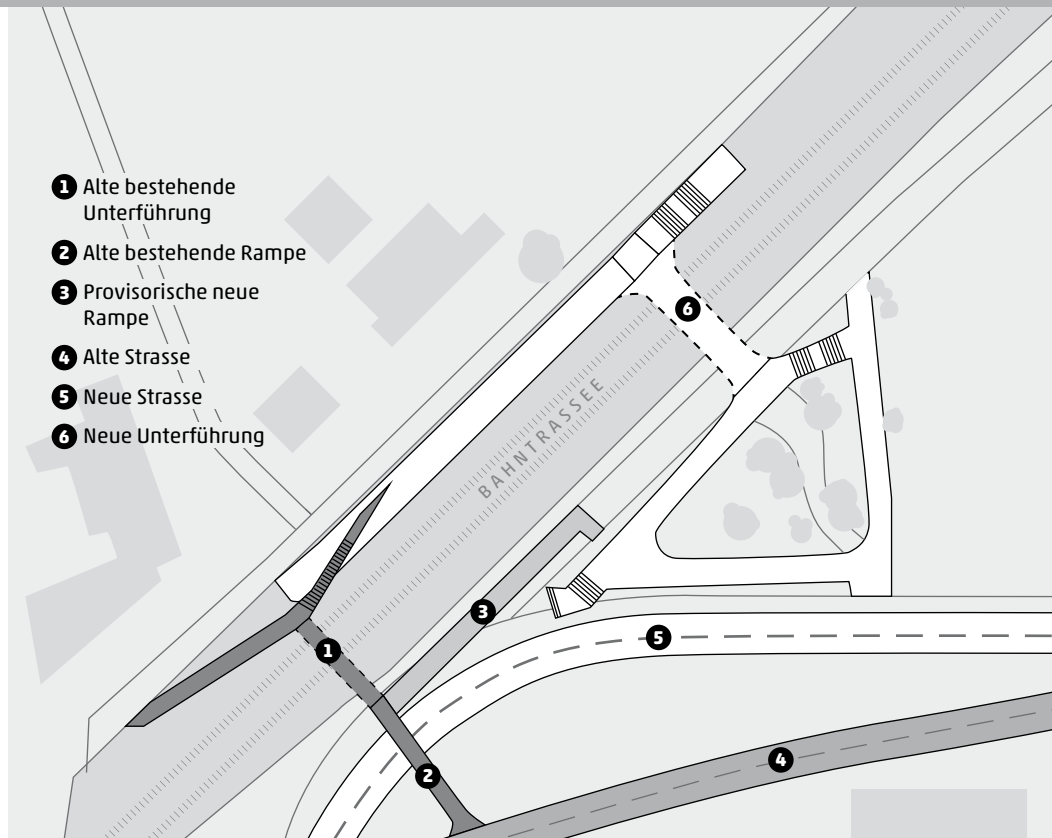 1 Alte bestehende
Unterführung
2 Alte bestehende Rampe
3 Provisorische neue
Rampe
4 Alte Strasse
5 Neue Strasse
6 Neue Unterführung
6
BAHNTRASSEE
3
5
1
4
2